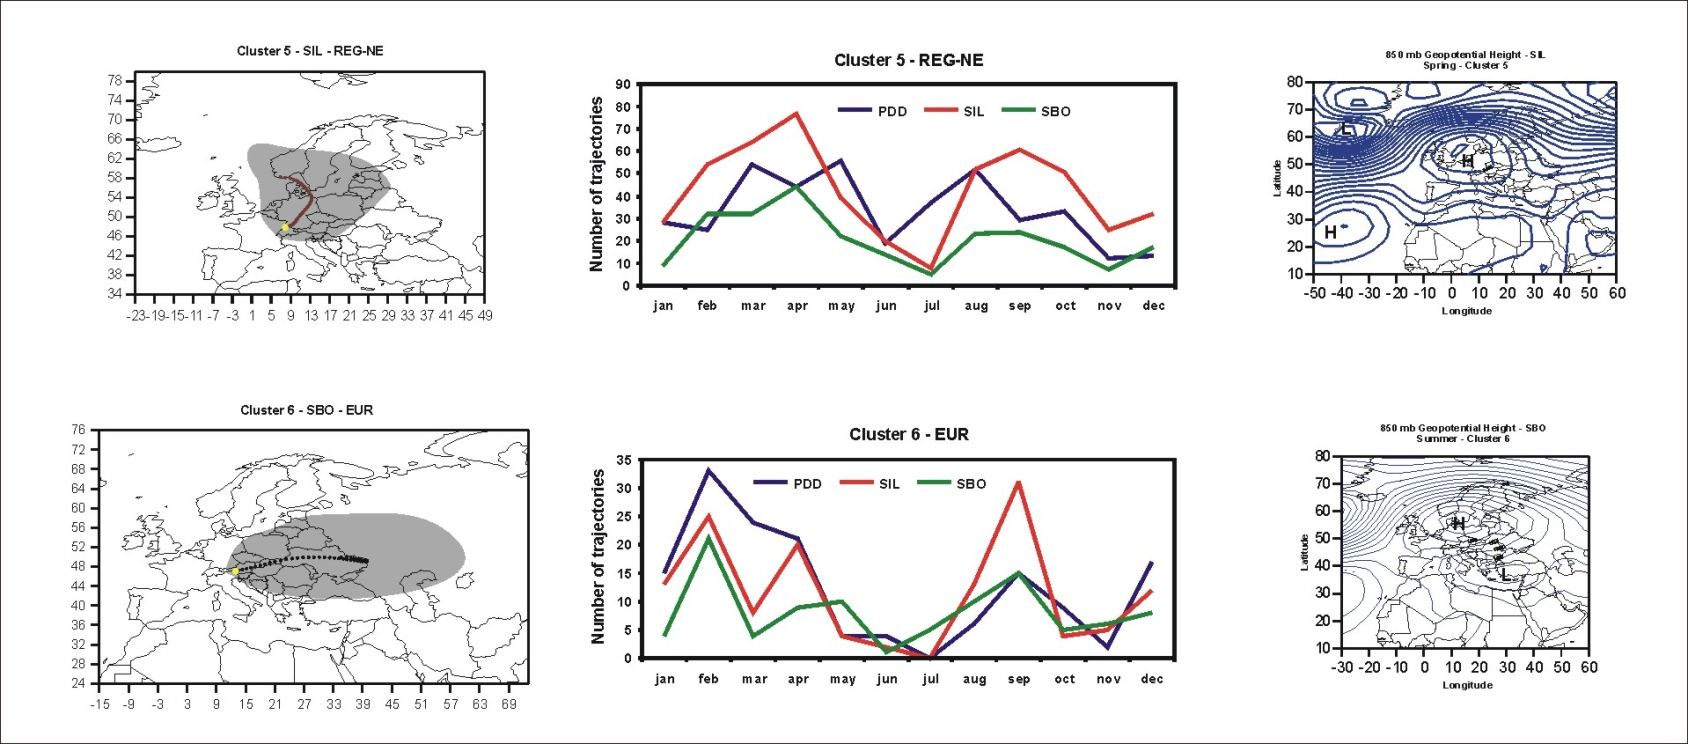 Cluster 5 - SIL - REG-NE
78
74
70
66
62
58
54
50
46
42
38
34
-23 -19 -15 -11 -7 -3 1 5 9 13 17 21 25 29 33 37 41 45 49
Cluster 5 - REG-NE
Number of trajectories
90
80
70
60
50
40
30
20
10
0
PDD SIL SBO
jan feb mar apr may jun jul aug sep oct nov dec
850 mb Geopotential Height - SIL
Spring - Cluster 5
Latitude
80
70
60
50
40
30
20
10
L
H
H
-50 -40 -30 -20 -10 0 10 20 30 40 50 60
Longitude
Cluster 6 - SBO - EUR
76
72
68
64
60
56
52
48
44
40
36
32
28
24
-15 -9 -3 3 9 15 21 27 33 39 45 51 57 63 69
Cluster 6 - EUR
Number of trajectories
35
30
25
20
15
10
5
0
PDD SIL SBO
jan feb mar apr may jun jul aug sep oct nov dec
850 mb Geopotential Height - SBO
Summer - Cluster 6
Latitude
80
70
60
50
40
30
20
10
H
L
-30 -20 -10 0 10 20 30 40 50 60
Longitude